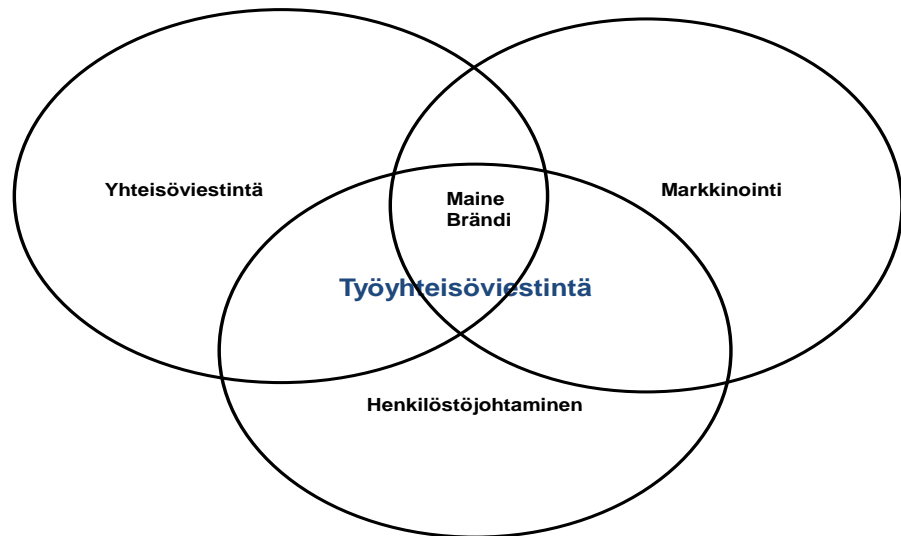 Yhteisöviestintä
Maine
Brändi
Markkinointi
Työyhteisöviestintä
Henkilöstöjohtaminen